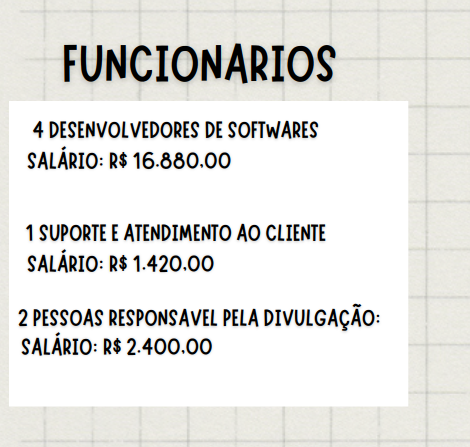 FUNCIONARIOS
4 DESENVOLVEDORES DE SOFTWARES
SALÁRIO: R$ 16.880,00
1 SUPORTE E ATENDIMENTO AO CLIENTE
SALÁRIO: R$ 1.420,00
2 PESSOAS RESPONSAVEL PELA DIVULGAÇÃO:
SALÁRIO: R$ 2.400,00